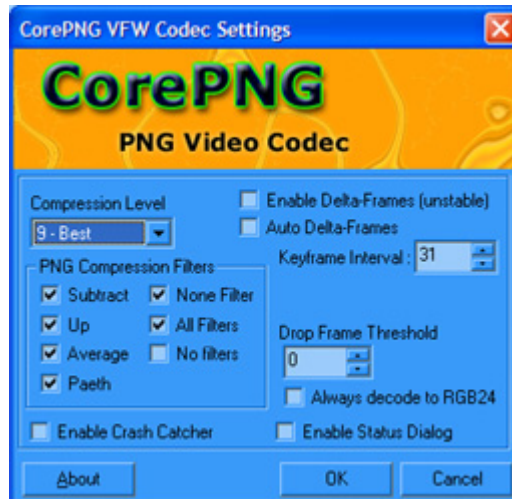 CorePNG VFW Codec Settings
CorePNG
PNG Video Codec
Compression Level
9 - Best
Enable Delta-Frames (unstable)
Auto Delta-Frames
Keyframe Interval : 31
PNG Compression Filters
Subtract
None Filter
Up
All Filters
Average
No filters
Paeth
Drop Frame Threshold
0
Always decode to RGB24
Enable Crash Catcher
Enable Status Dialog
About
OK
Cancel